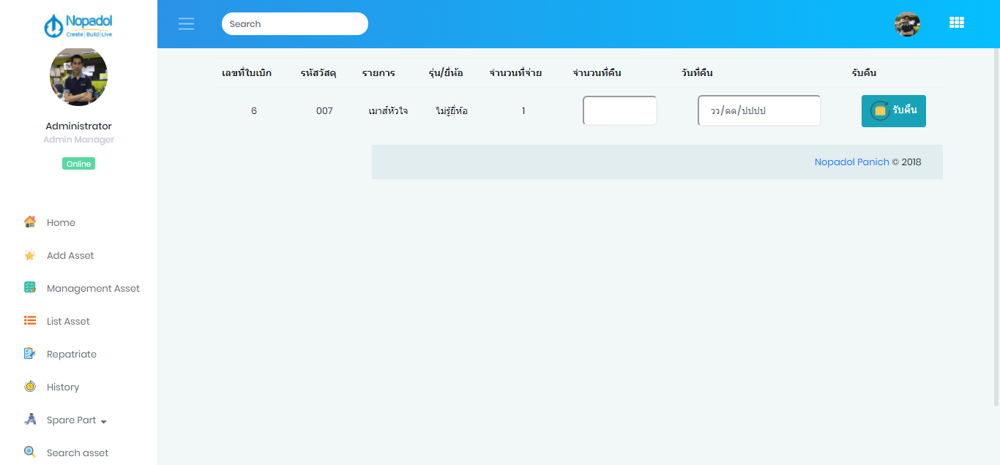 Nopadol
Create|Build|Live
Search
Administrator
Admin Manager
Online
Home
Add Asset
Management Asset
List Asset
Repatriate
History
Spare Part
Search asset
เลขที่ใบเบิก รหัสวัสดุ รายการ รุ่น/ยี่ห้อ จำนวนที่จ่าย จำนวนที่คืน วันที่คืน รับคืน
6 007 เมาส์หัวใจ ไม่รู้ยี่ห้อ 1 วว/ดด/ปปปป รับคืน
Nopadol Panich © 2018